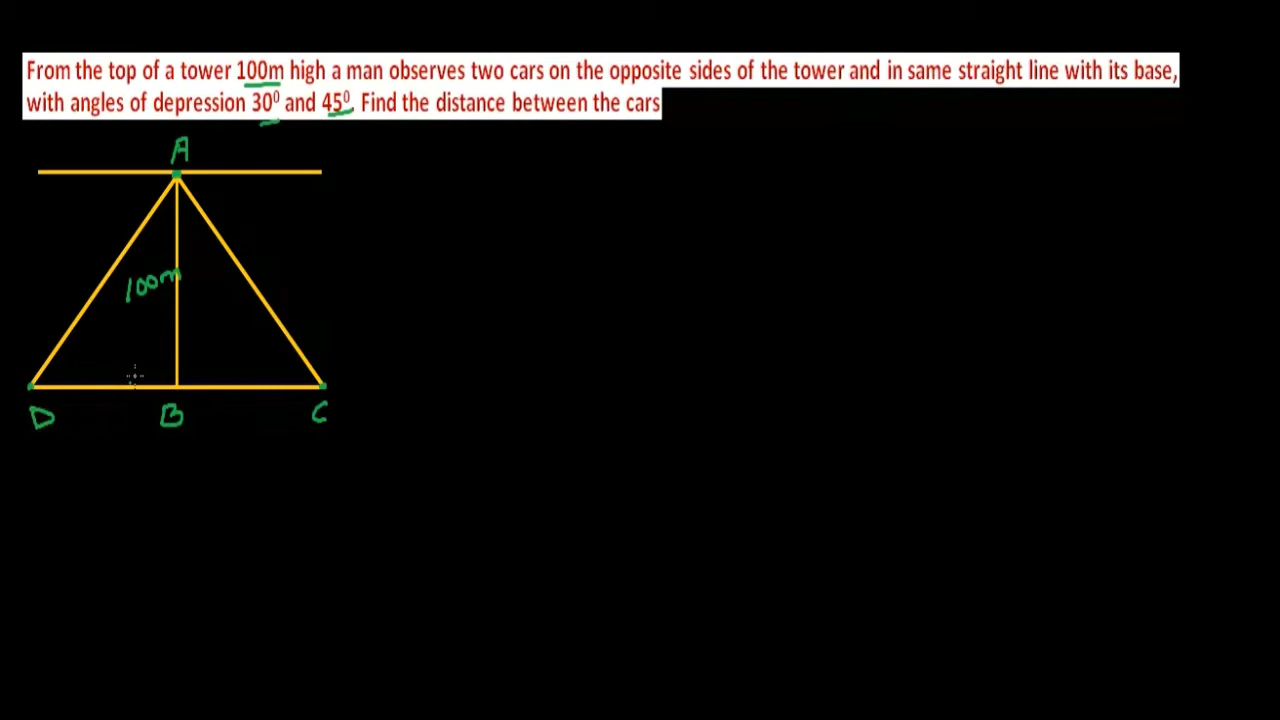 From the top of a tower 100m high a man observes two cars on the opposite sides of the tower and in same straight line with its base,
with angles of depression 30⁰ and 45⁰. Find the distance between the cars
A
100m
D B C